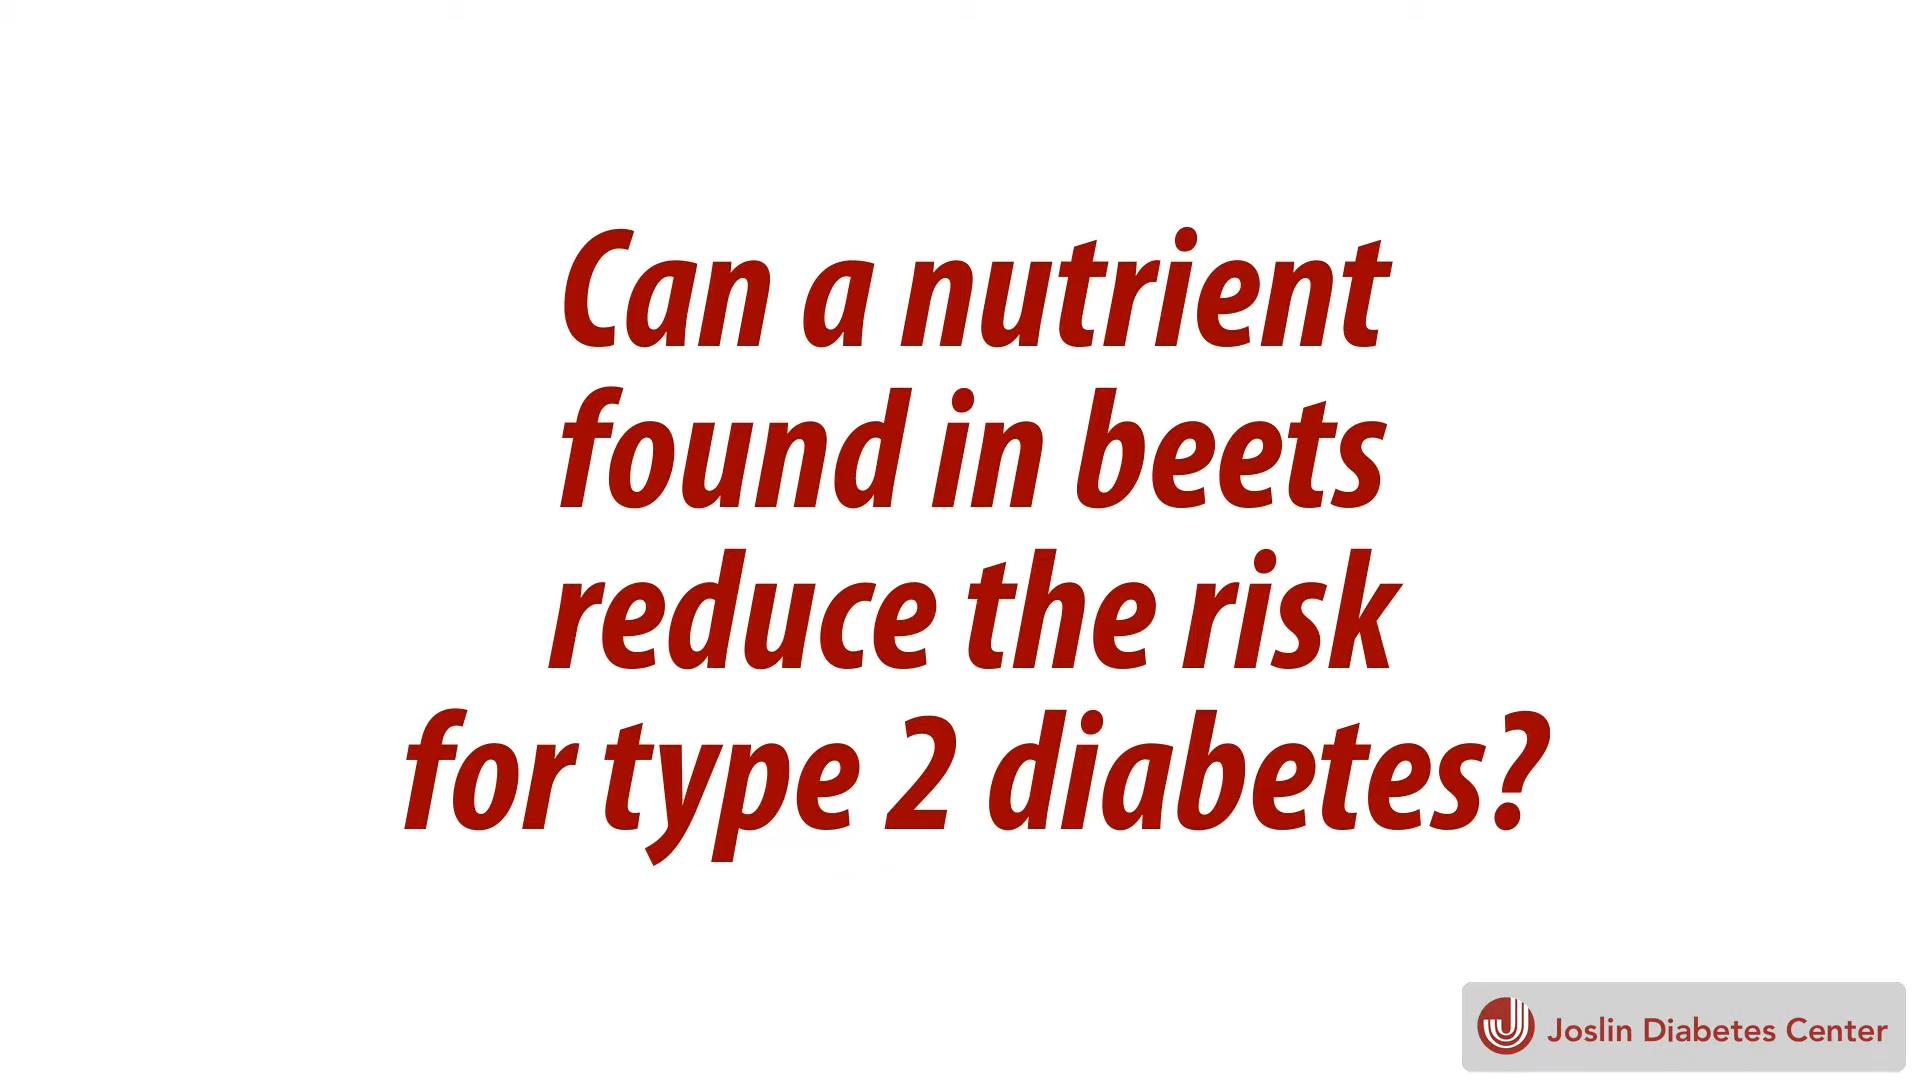 Can a nutrient
found in beets
reduce the risk
for type 2 diabetes?
Joslin Diabetes Center